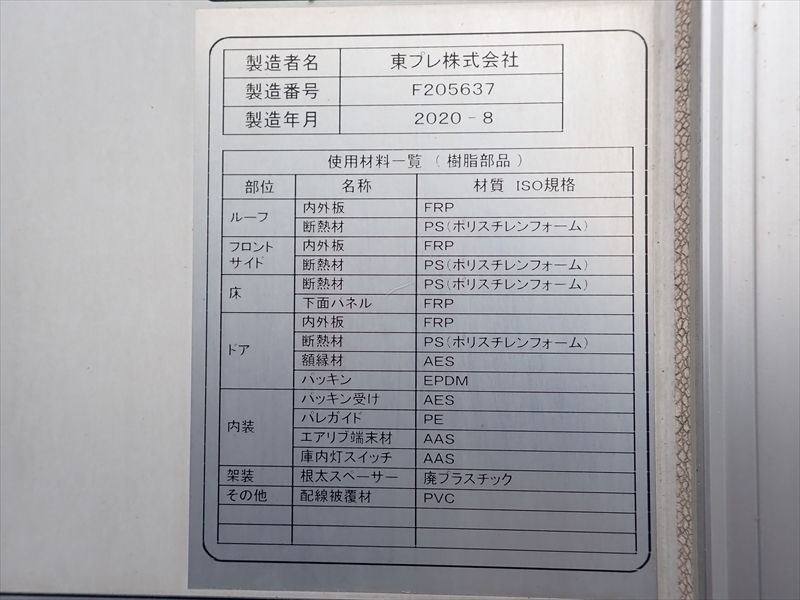 製造者名 東プレ株式会社
製造番号 F205637
製造年月 2020-8
使用材料一覧 (樹脂部品)
部位 名称 材質 ISO規格
ルーフ 内外板 FRP
断熱材 PS(ポリスチレンフォーム)
フロント サイド 内外板 FRP
断熱材 PS(ポリスチレンフォーム)
床 断熱材 PS(ポリスチレンフォーム)
下面パネル FRP
ドア 内外板 FRP
断熱材 PS(ポリスチレンフォーム)
額縁材 AES
パッキン EPDM
内装 パッキン受け AES
パレガイド PE
エアリブ端末材 AAS
庫内灯スイッチ AAS
架装 根太スペーサー 廃プラスチック
その他 配線被覆材 PVC